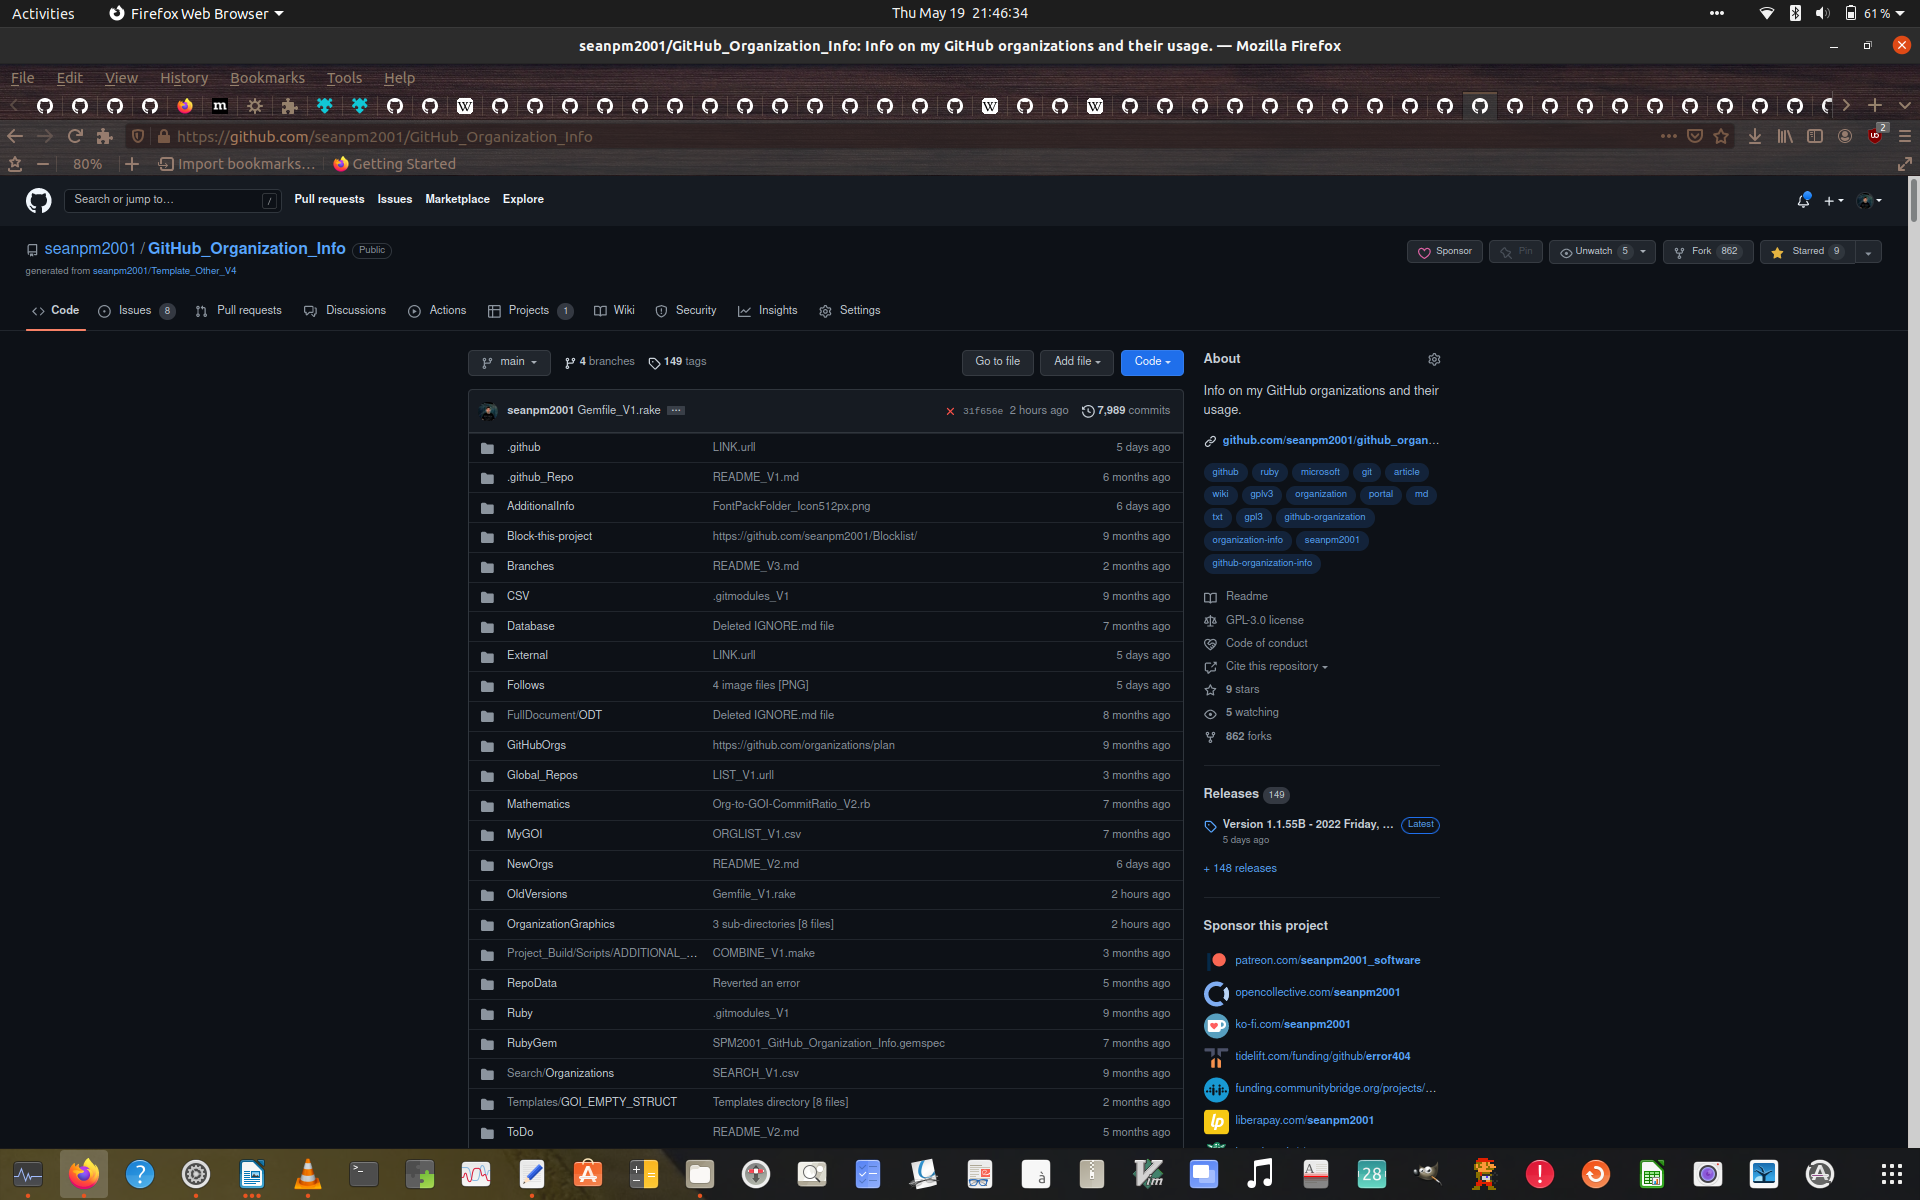 Activities Firefox Web Browser Thu May 19 21:46:34 61 %
seanpm2001/GitHub_Organization_Info: Info on my GitHub organizations and their usage. — Mozilla Firefox
File Edit View History Bookmarks Tools Help
https://github.com/seanpm2001/GitHub_Organization_Info 2
80% Import bookmarks… Getting Started
Search or jump to… / Pull requests Issues Marketplace Explore
seanpm2001 / GitHub_Organization_Info Public Sponsor Pin Unwatch 5 Fork 862 Starred 9
generated from seanpm2001/Template_Other_V4
Code Issues 8 Pull requests Discussions Actions Projects 1 Wiki Security Insights Settings
main 4 branches 149 tags Go to file Add file Code
seanpm2001 Gemfile_V1.rake 31f656e 2 hours ago 7,989 commits
.github LINK.urll 5 days ago
.github_Repo README_V1.md 6 months ago
AdditionalInfo FontPackFolder_Icon512px.png 6 days ago
Block-this-project https://github.com/seanpm2001/Blocklist/ 9 months ago
Branches README_V3.md 2 months ago
CSV .gitmodules_V1 9 months ago
Database Deleted IGNORE.md file 7 months ago
External LINK.urll 5 days ago
Follows 4 image files [PNG] 5 days ago
FullDocument/ODT Deleted IGNORE.md file 8 months ago
GitHubOrgs https://github.com/organizations/plan 9 months ago
Global_Repos LIST_V1.urll 3 months ago
Mathematics Org-to-GOI-CommitRatio_V2.rb 7 months ago
MyGOI ORGLIST_V1.csv 7 months ago
NewOrgs README_V2.md 6 days ago
OldVersions Gemfile_V1.rake 2 hours ago
OrganizationGraphics 3 sub-directories [8 files] 2 hours ago
Project_Build/Scripts/ADDITIONAL_… COMBINE_V1.make 3 months ago
RepoData Reverted an error 5 months ago
Ruby .gitmodules_V1 9 months ago
RubyGem SPM2001_GitHub_Organization_Info.gemspec 7 months ago
Search/Organizations SEARCH_V1.csv 9 months ago
Templates/GOI_EMPTY_STRUCT Templates directory [8 files] 2 months ago
ToDo README_V2.md 5 months ago
About
Info on my GitHub organizations and their
usage.
github.com/seanpm2001/github_organ…
github ruby microsoft git article
wiki gplv3 organization portal md
txt gpl3 github-organization
organization-info seanpm2001
github-organization-info
Readme
GPL-3.0 license
Code of conduct
Cite this repository
9 stars
5 watching
862 forks
Releases 149
Version 1.1.55B - 2022 Friday, … Latest
5 days ago
+ 148 releases
Sponsor this project
patreon.com/seanpm2001_software
opencollective.com/seanpm2001
ko-fi.com/seanpm2001
tidelift.com/funding/github/error404
funding.communitybridge.org/projects/…
lp liberapay.com/seanpm2001
28